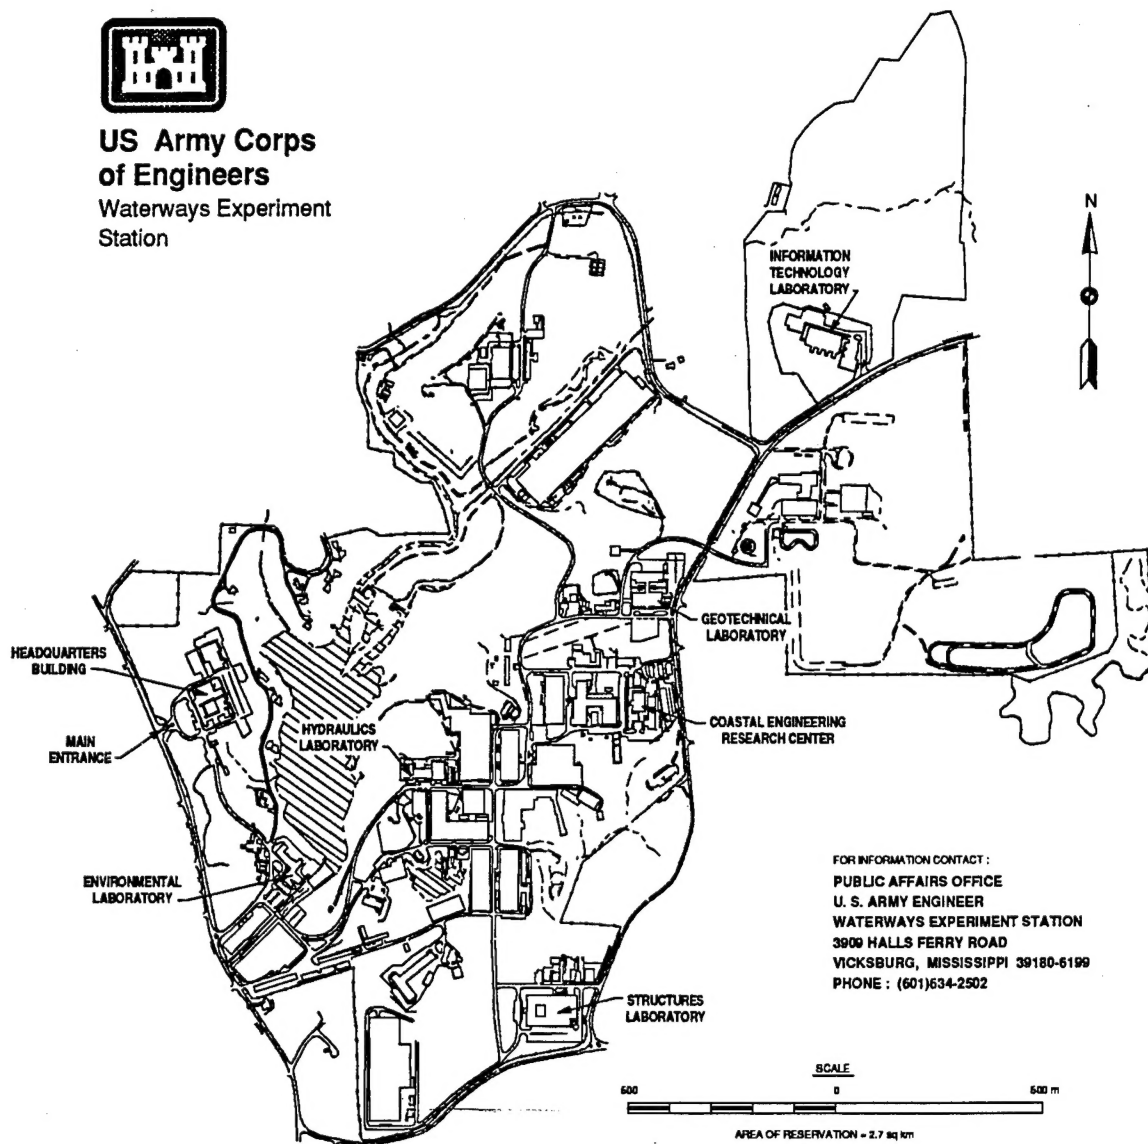 US Army Corps
of Engineers
Waterways Experiment
Station
N
INFORMATION
TECHNOLOGY
LABORATORY
GEOTECHNICAL
LABORATORY
HEADQUARTERS
BUILDING
MAIN
ENTRANCE
HYDRAULICS
LABORATORY
COASTAL ENGINEERING
RESEARCH CENTER
ENVIRONMENTAL
LABORATORY
STRUCTURES
LABORATORY
FOR INFORMATION CONTACT :
PUBLIC AFFAIRS OFFICE
U. S. ARMY ENGINEER
WATERWAYS EXPERIMENT STATION
3909 HALLS FERRY ROAD
VICKSBURG, MISSISSIPPI 39180-6199
PHONE : (601)634-2502
SCALE
500 0 500 m
AREA OF RESERVATION = 2.7 sq km